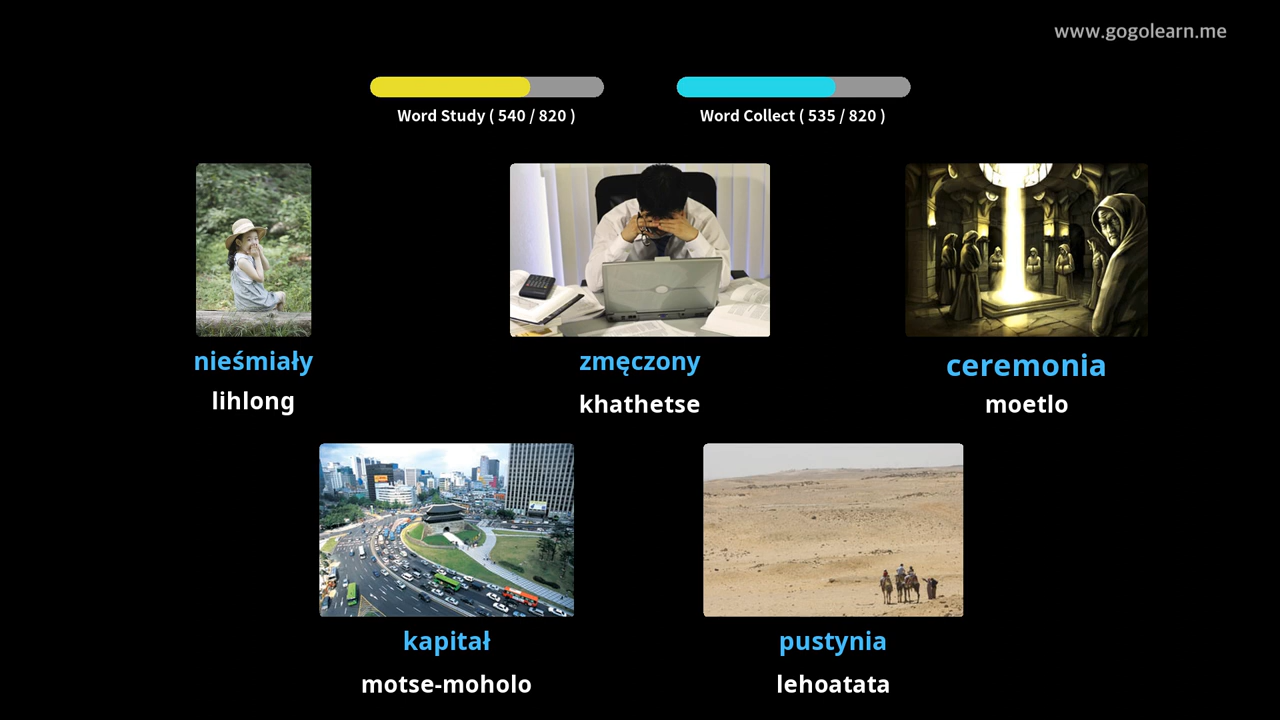 www.gogolearn.me
Word Study ( 540 / 820 )
Word Collect ( 535 / 820 )
nieśmiały
lihlong
zmęczony
khathetse
ceremonia
moetlo
kapitał
motse-moholo
pustynia
lehoatata